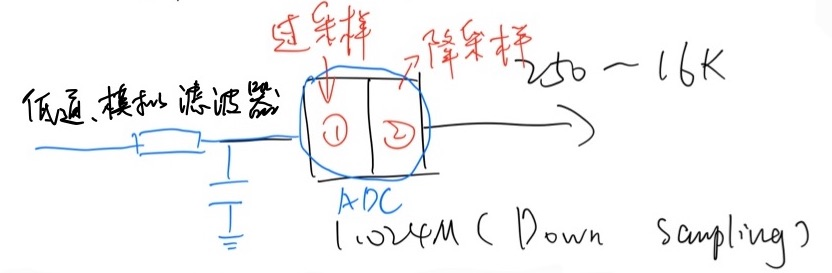 过采样
降采样
250～16K
低通、模拟滤波器
① ②
ADC
1.024M (Down Sampling)